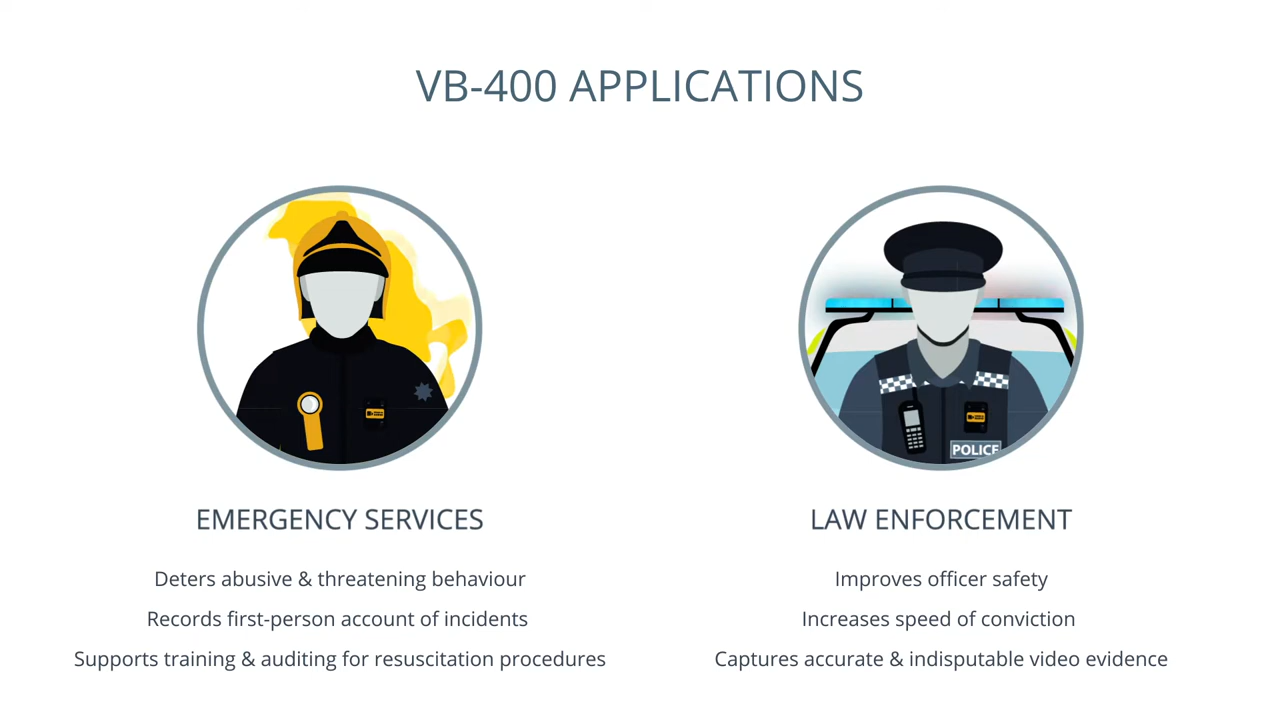 VB-400 APPLICATIONS
POLICE
EMERGENCY SERVICES
LAW ENFORCEMENT
Deters abusive & threatening behaviour
Records first-person account of incidents
Supports training & auditing for resuscitation procedures
Improves officer safety
Increases speed of conviction
Captures accurate & indisputable video evidence